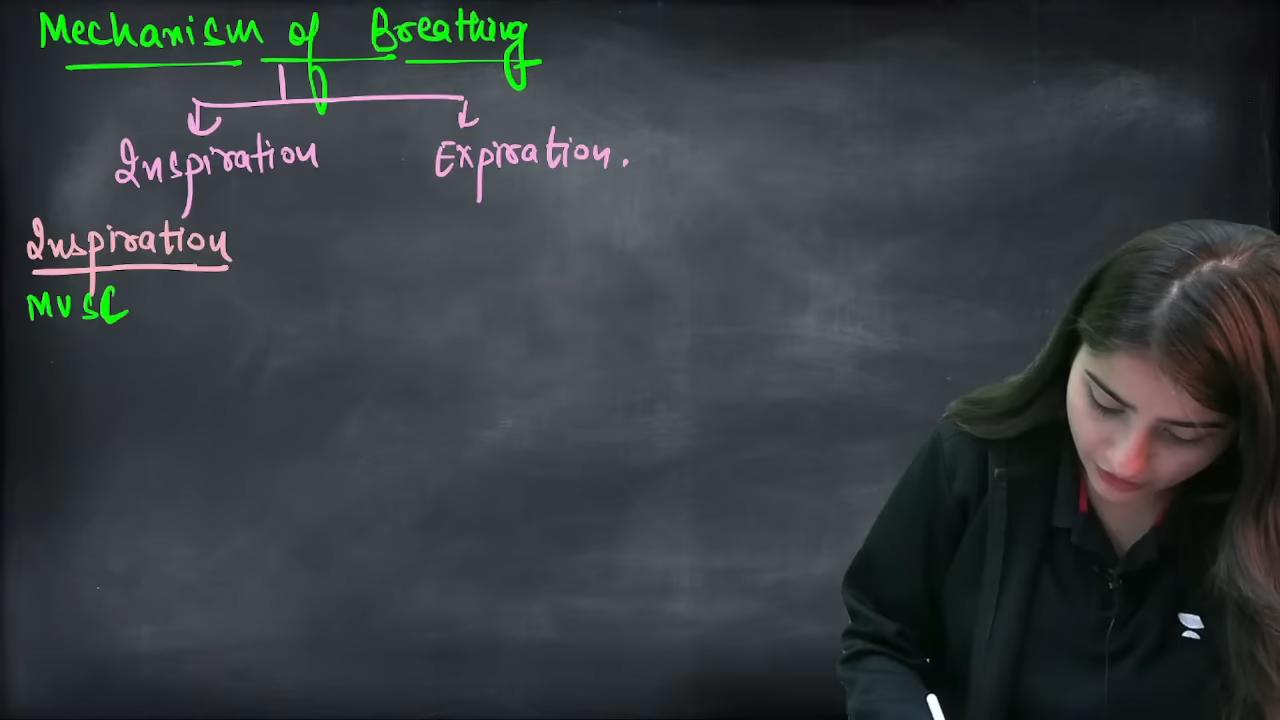 Mechanism of Breathing
Inspiration
Expiration.
Inspiration
MUSC